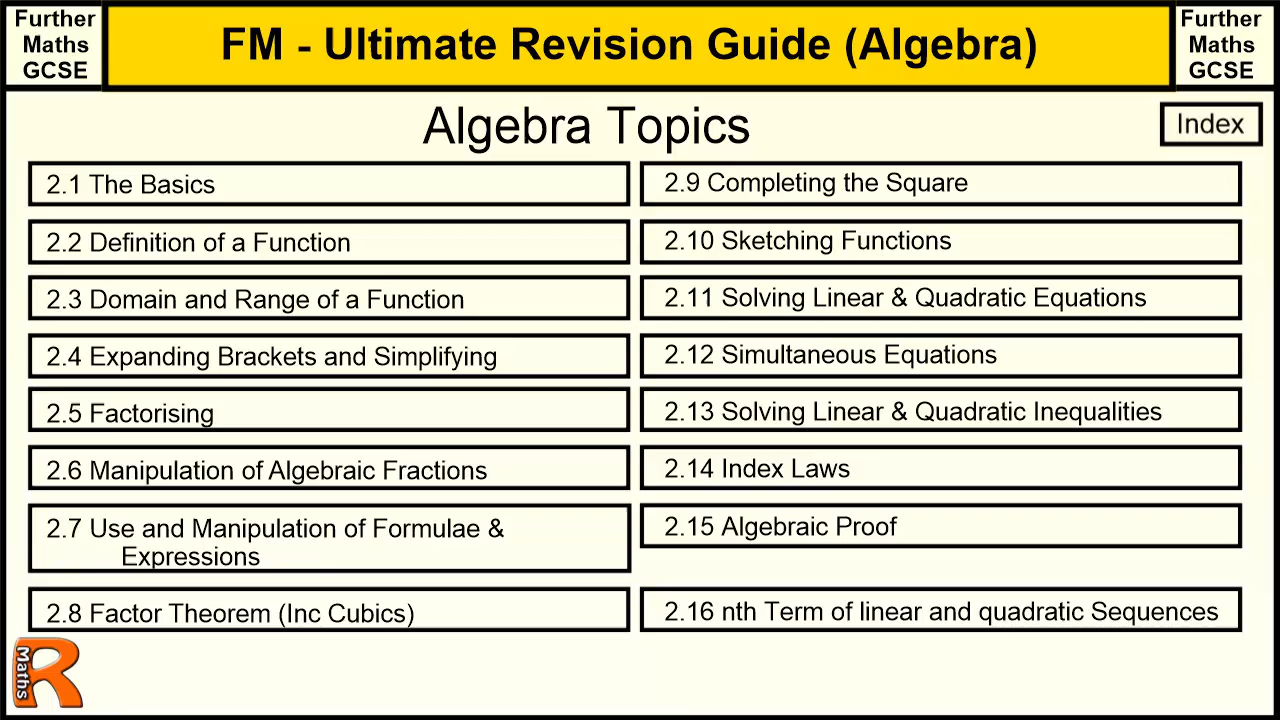 Further
Maths
GCSE
FM - Ultimate Revision Guide (Algebra)
Further
Maths
GCSE
Algebra Topics
Index
2.1 The Basics
2.2 Definition of a Function
2.3 Domain and Range of a Function
2.4 Expanding Brackets and Simplifying
2.5 Factorising
2.6 Manipulation of Algebraic Fractions
2.7 Use and Manipulation of Formulae &
Expressions
2.8 Factor Theorem (Inc Cubics)
2.9 Completing the Square
2.10 Sketching Functions
2.11 Solving Linear & Quadratic Equations
2.12 Simultaneous Equations
2.13 Solving Linear & Quadratic Inequalities
2.14 Index Laws
2.15 Algebraic Proof
2.16 nth Term of linear and quadratic Sequences
R
Maths